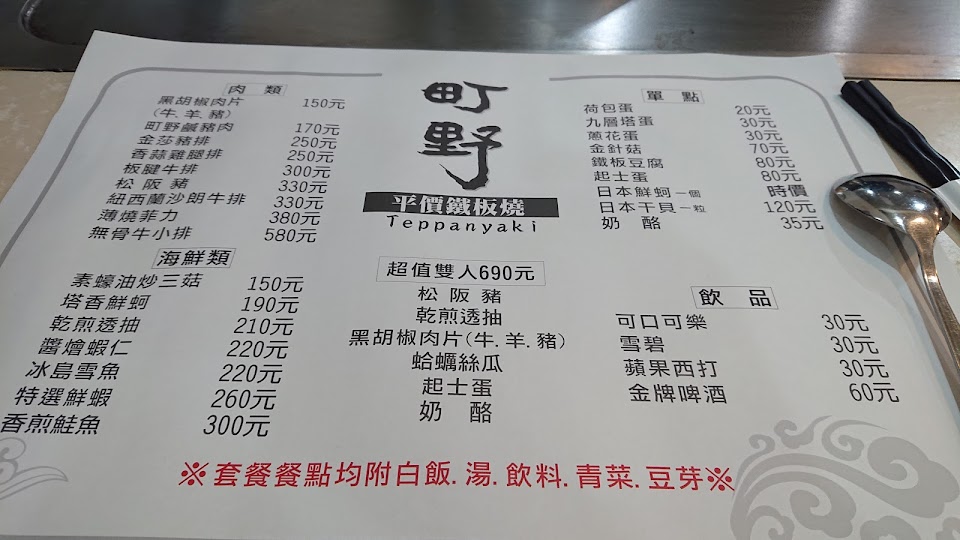 肉 類
黑胡椒肉片 150元
(牛.羊.豬)
町野鹹豬肉 170元
金莎豬排 250元
香蒜雞腿排 250元
板腱牛排 300元
松 阪 豬 330元
紐西蘭沙朗牛排 330元
薄燒菲力 380元
無骨牛小排 580元
海鮮類
素蠔油炒三菇 150元
塔香鮮蚵 190元
乾煎透抽 210元
醬燴蝦仁 220元
冰島雪魚 220元
特選鮮蝦 260元
香煎鮭魚 300元
町野
平價鐵板燒
Teppanyaki
超值雙人690元
松 阪 豬
乾煎透抽
黑胡椒肉片(牛.羊.豬)
蛤蠣絲瓜
起士蛋
奶 酪
單 點
荷包蛋 20元
九層塔蛋 30元
蔥花蛋 30元
金針菇 70元
鐵板豆腐 80元
起士蛋 80元
日本鮮蚵一個 時價
日本干貝一粒 120元
奶 酪 35元
飲 品
可口可樂 30元
雪碧 30元
蘋果西打 30元
金牌啤酒 60元
※套餐餐點均附白飯.湯.飲料.青菜.豆芽※